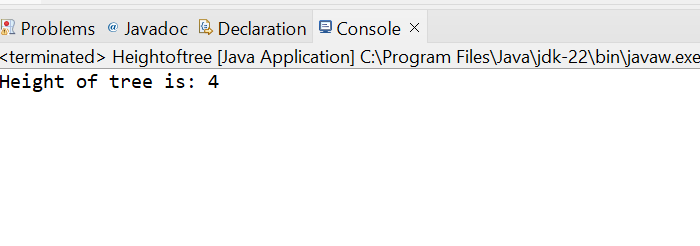 Problems @ Javadoc Declaration Console ×
<terminated> Heightoftree [Java Application] C:\Program Files\Java\jdk-22\bin\javaw.exe
Height of tree is: 4